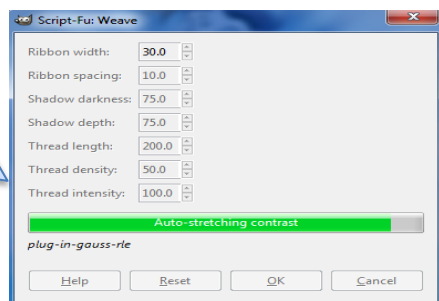 Script-Fu: Weave
Ribbon width: 30.0
Ribbon spacing: 10.0
Shadow darkness: 75.0
Shadow depth: 75.0
Thread length: 200.0
Thread density: 50.0
Thread intensity: 100.0
Auto-stretching contrast
plug-in-gauss-rle
Help Reset OK Cancel